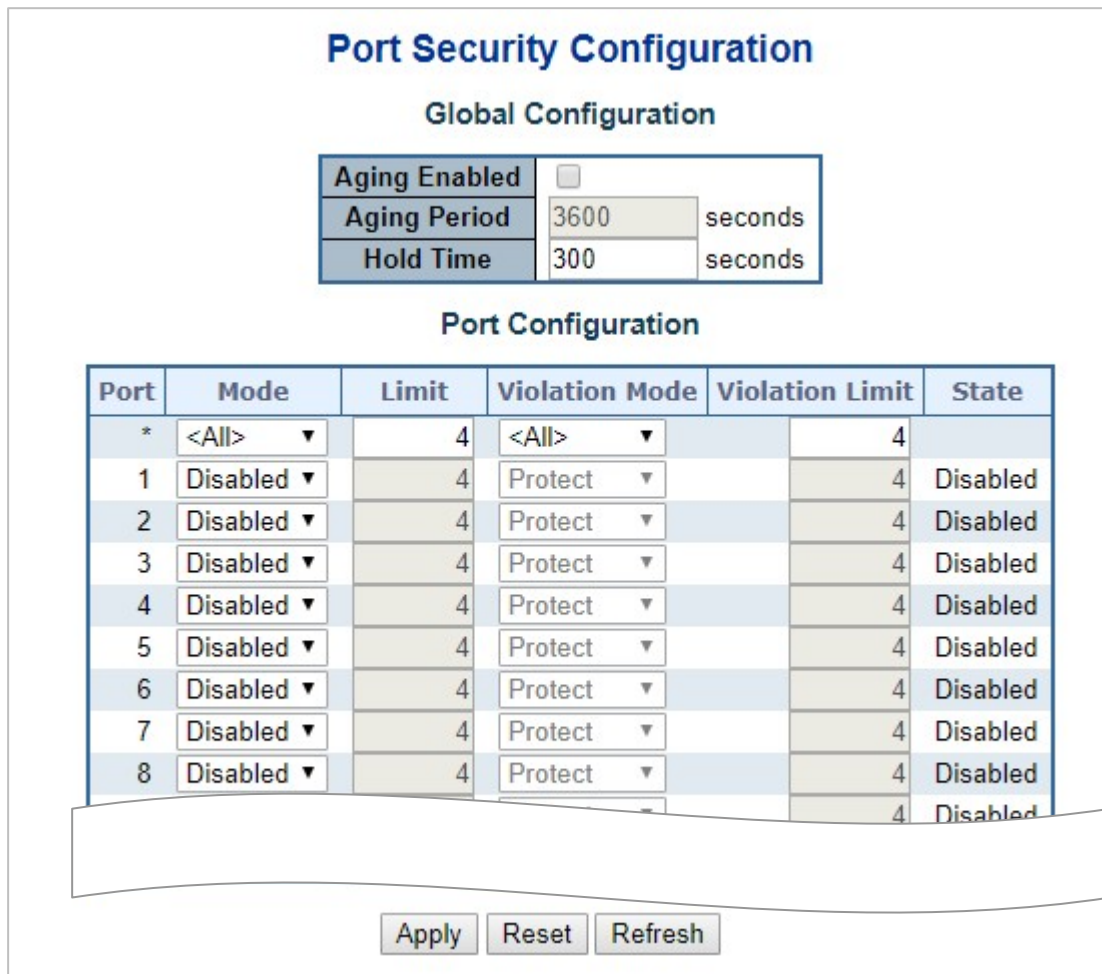 Port Security Configuration
Global Configuration
Aging Enabled
Aging Period 3600 seconds
Hold Time 300 seconds
Port Configuration
Port Mode Limit Violation Mode Violation Limit State
* <All> 4 <All> 4
1 Disabled 4 Protect 4 Disabled
2 Disabled 4 Protect 4 Disabled
3 Disabled 4 Protect 4 Disabled
4 Disabled 4 Protect 4 Disabled
5 Disabled 4 Protect 4 Disabled
6 Disabled 4 Protect 4 Disabled
7 Disabled 4 Protect 4 Disabled
8 Disabled 4 Protect 4 Disabled
4 Disabled
Apply Reset Refresh